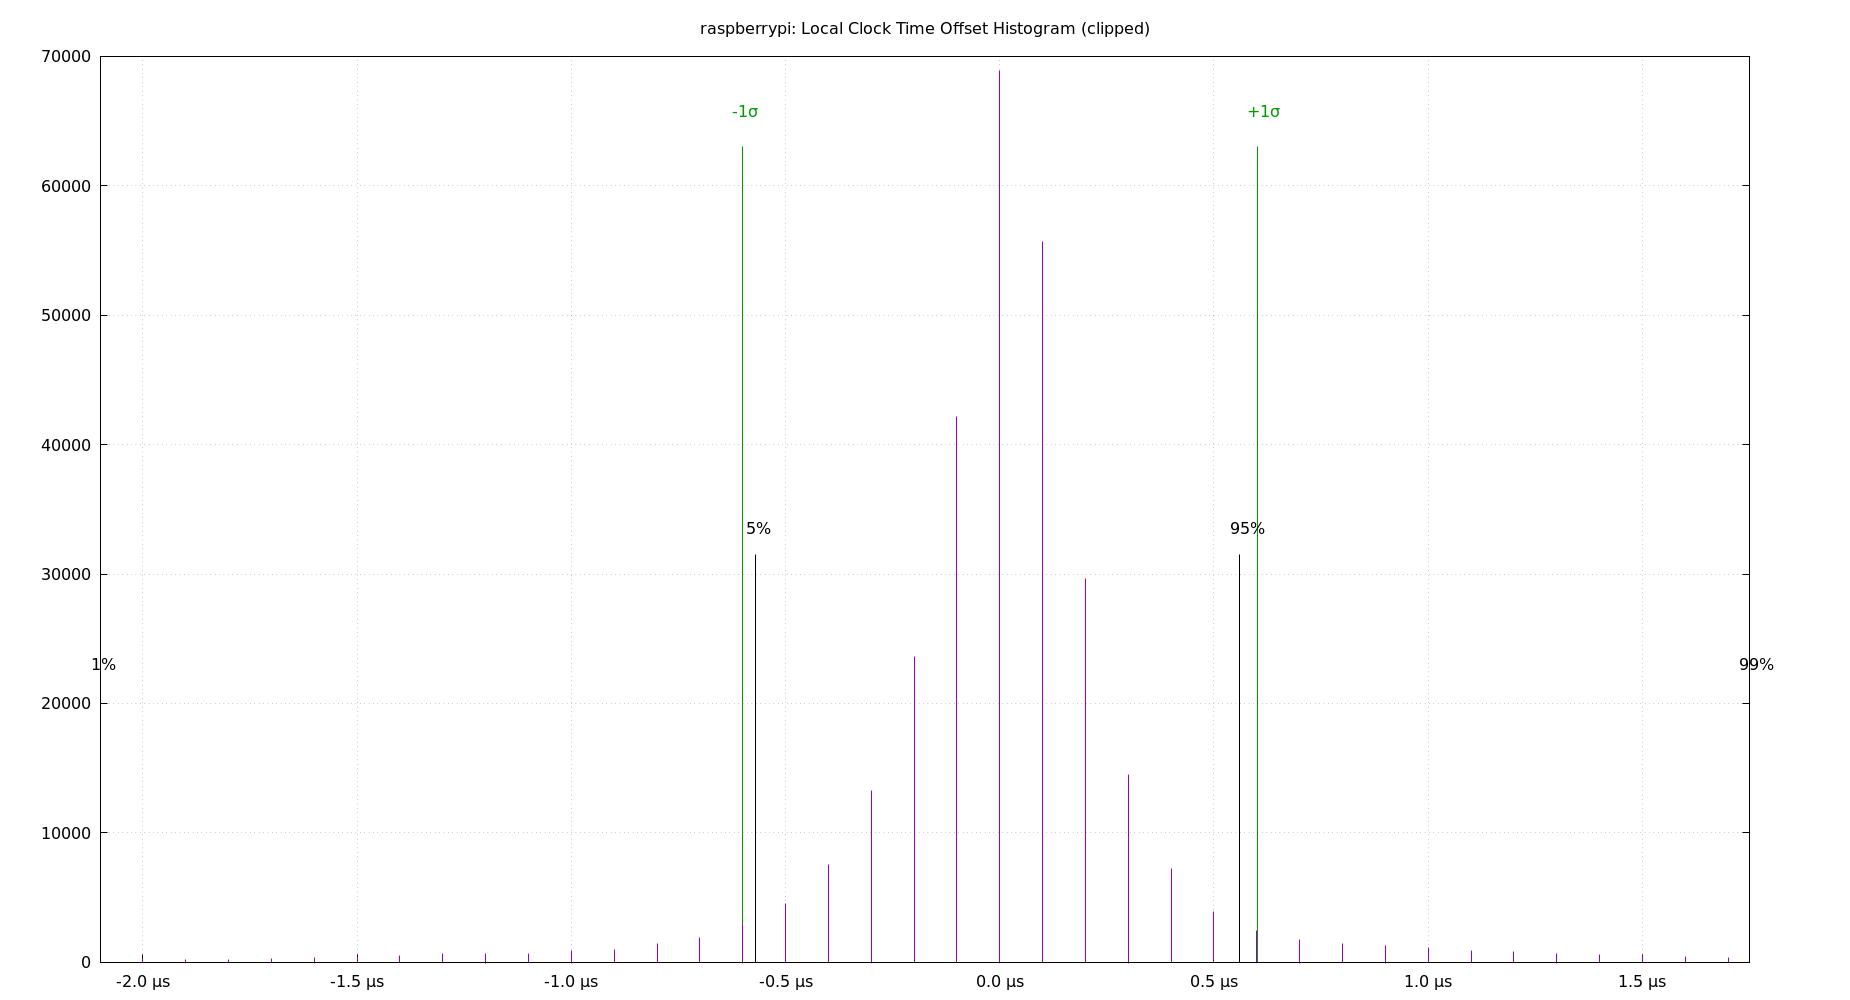 raspberrypi: Local Clock Time Offset Histogram (clipped)
70000
-1σ
+1σ
60000
50000
40000
5%
95%
30000
1%
99%
20000
10000
0
-2.0 µs
-1.5 µs
-1.0 µs
-0.5 µs
0.0 µs
0.5 µs
1.0 µs
1.5 µs